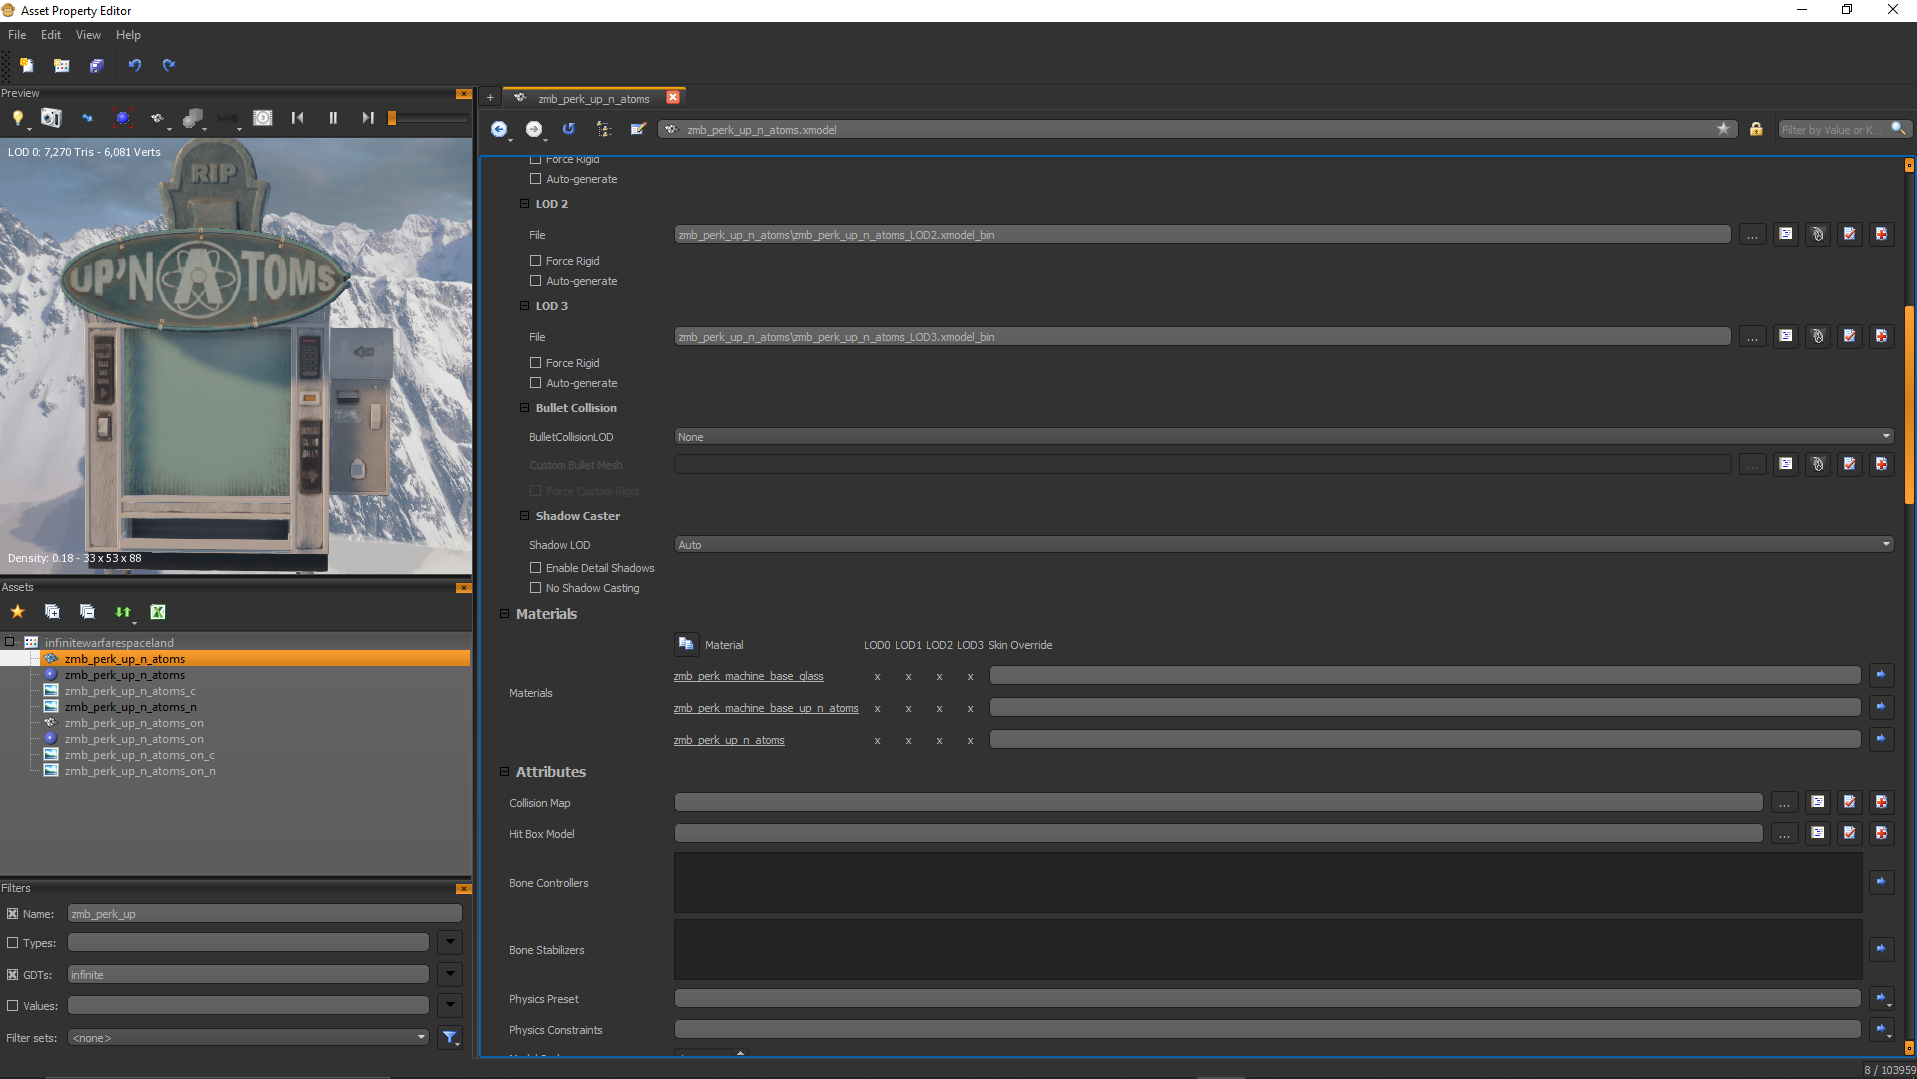 Asset Property Editor
File Edit View Help
Preview
LOD 0: 7,270 Tris - 6,081 Verts
RIP
UP'N ATOMS
Density: 0.18 - 33 x 53 x 88
Assets
infinitewarfarespaceland
zmb_perk_up_n_atoms
zmb_perk_up_n_atoms
zmb_perk_up_n_atoms_c
zmb_perk_up_n_atoms_n
zmb_perk_up_n_atoms_on
zmb_perk_up_n_atoms_on
zmb_perk_up_n_atoms_on_c
zmb_perk_up_n_atoms_on_n
Filters
Name: zmb_perk_up
Types:
GDTs: infinite
Values:
Filter sets: <none>
+ zmb_perk_up_n_atoms
zmb_perk_up_n_atoms.xmodel
Filter by Value or K...
Force Rigid
Auto-generate
LOD 2
File zmb_perk_up_n_atoms\zmb_perk_up_n_atoms_LOD2.xmodel_bin ...
Force Rigid
Auto-generate
LOD 3
File zmb_perk_up_n_atoms\zmb_perk_up_n_atoms_LOD3.xmodel_bin ...
Force Rigid
Auto-generate
Bullet Collision
BulletCollisionLOD None
Custom Bullet Mesh ...
Force Custom Rigid
Shadow Caster
Shadow LOD Auto
Enable Detail Shadows
No Shadow Casting
Materials
Material LOD0 LOD1 LOD2 LOD3 Skin Override
Materials
zmb_perk_machine_base_glass x x x x
zmb_perk_machine_base_up_n_atoms x x x x
zmb_perk_up_n_atoms x x x x
Attributes
Collision Map ...
Hit Box Model ...
Bone Controllers
Bone Stabilizers
Physics Preset
Physics Constraints
8 / 103959